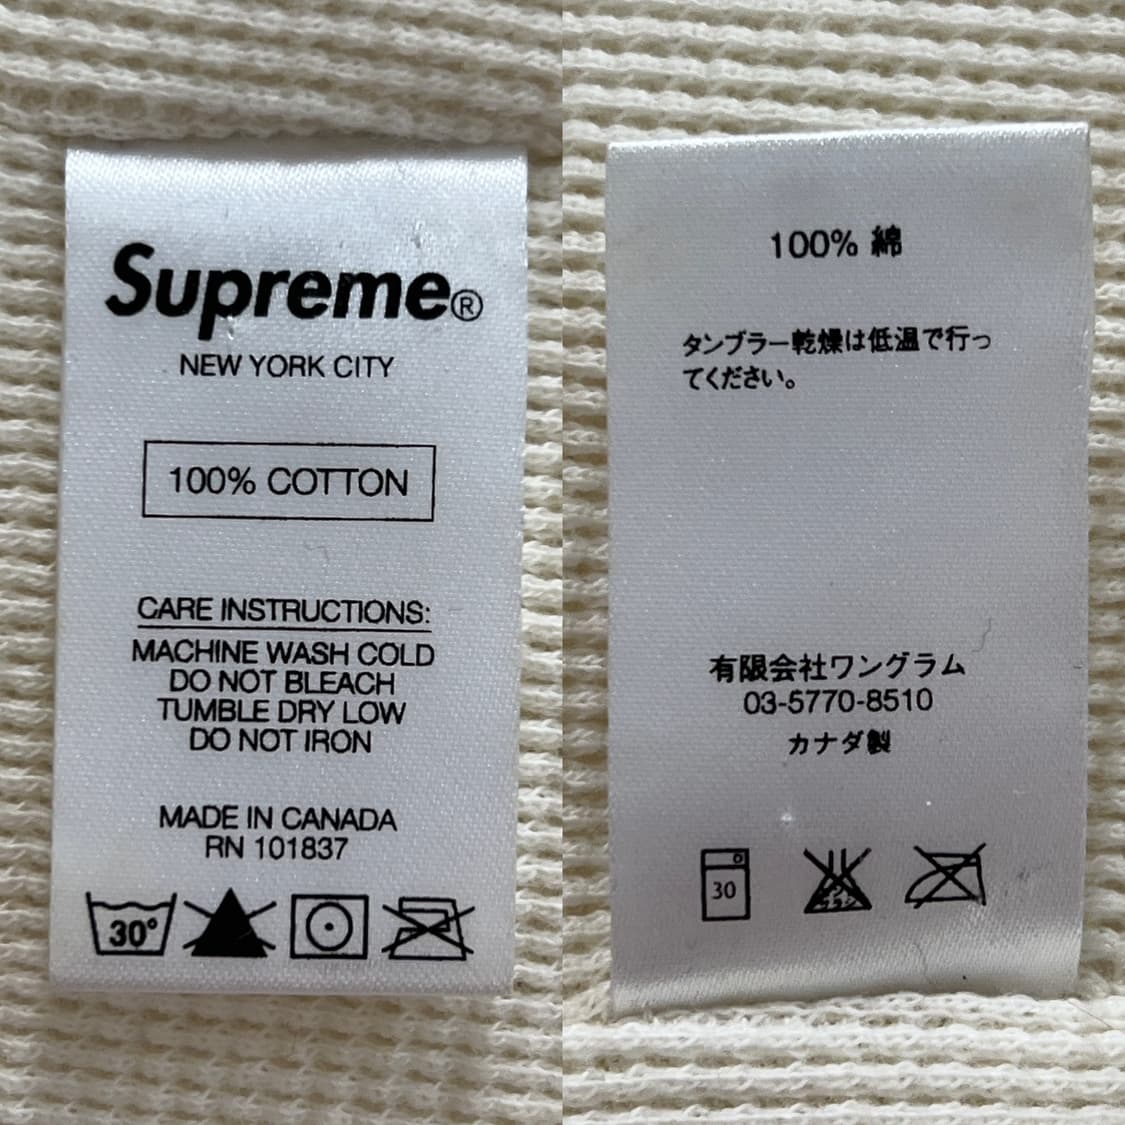 Supreme®
NEW YORK CITY
100% COTTON
CARE INSTRUCTIONS:
MACHINE WASH COLD
DO NOT BLEACH
TUMBLE DRY LOW
DO NOT IRON
MADE IN CANADA
RN 101837
30°
100% 綿
タンブラー乾燥は低温で行っ
てください。
有限会社ワングラム
03-5770-8510
カナダ製
30